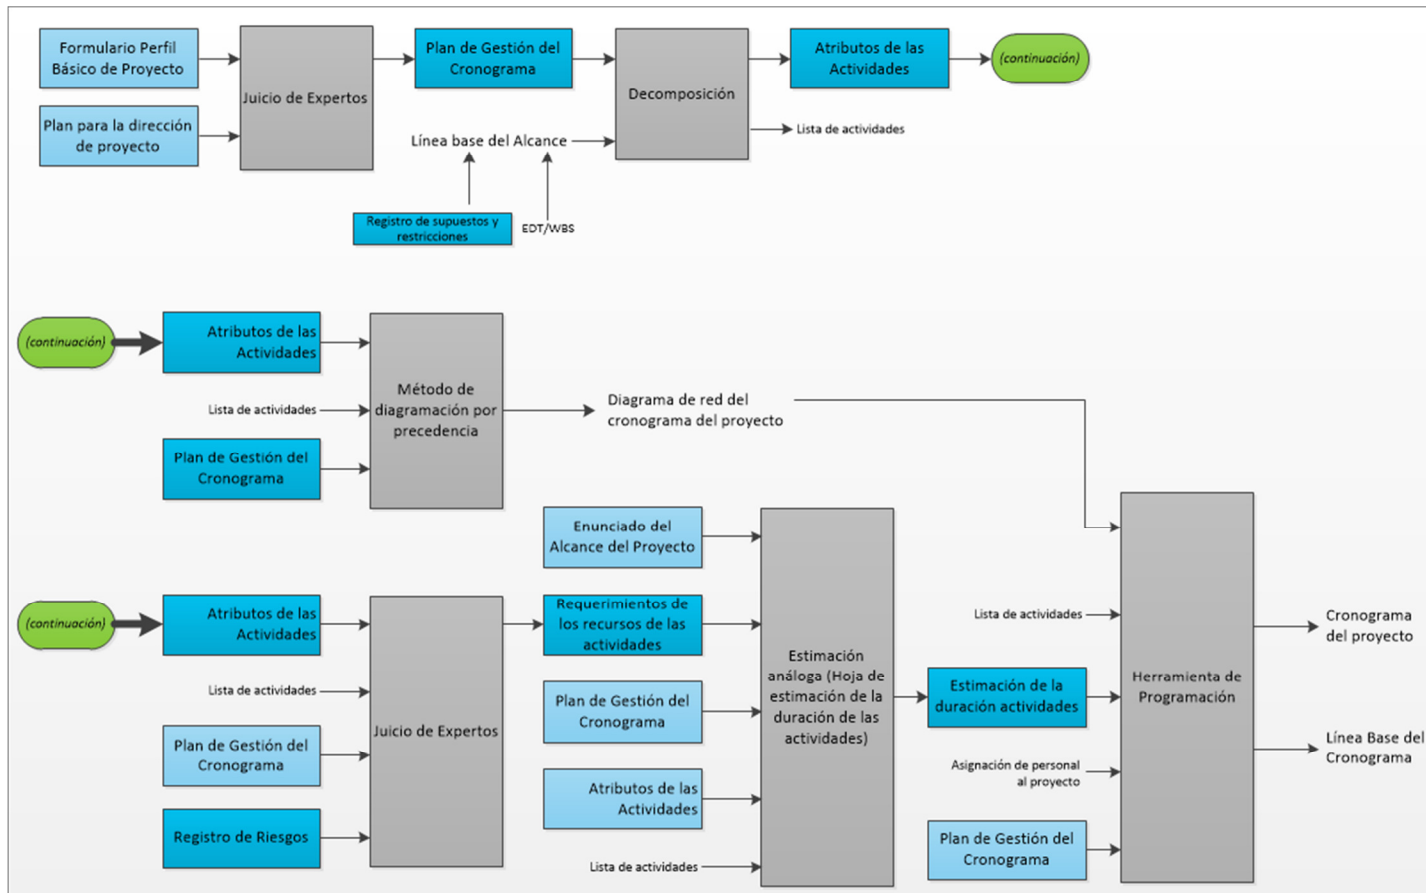 Formulario Perfil
Básico de Proyecto
Plan para la dirección
de proyecto
Juicio de Expertos
Plan de Gestión del
Cronograma
Línea base del Alcance
Registro de supuestos y
restricciones
EDT/WBS
Decomposición
Atributos de las
Actividades
Lista de actividades
(continuación)
(continuación)
Atributos de las
Actividades
Lista de actividades
Plan de Gestión del
Cronograma
Método de
diagramación por
precedencia
Diagrama de red del
cronograma del proyecto
(continuación)
Atributos de las
Actividades
Lista de actividades
Plan de Gestión del
Cronograma
Registro de Riesgos
Juicio de Expertos
Enunciado del
Alcance del Proyecto
Requerimientos de
los recursos de las
actividades
Plan de Gestión del
Cronograma
Atributos de las
Actividades
Lista de actividades
Estimación
análoga (Hoja de
estimación de la
duración de las
actividades)
Lista de actividades
Estimación de la
duración actividades
Asignación de personal
al proyecto
Plan de Gestión del
Cronograma
Herramienta de
Programación
Cronograma
del proyecto
Línea Base del
Cronograma